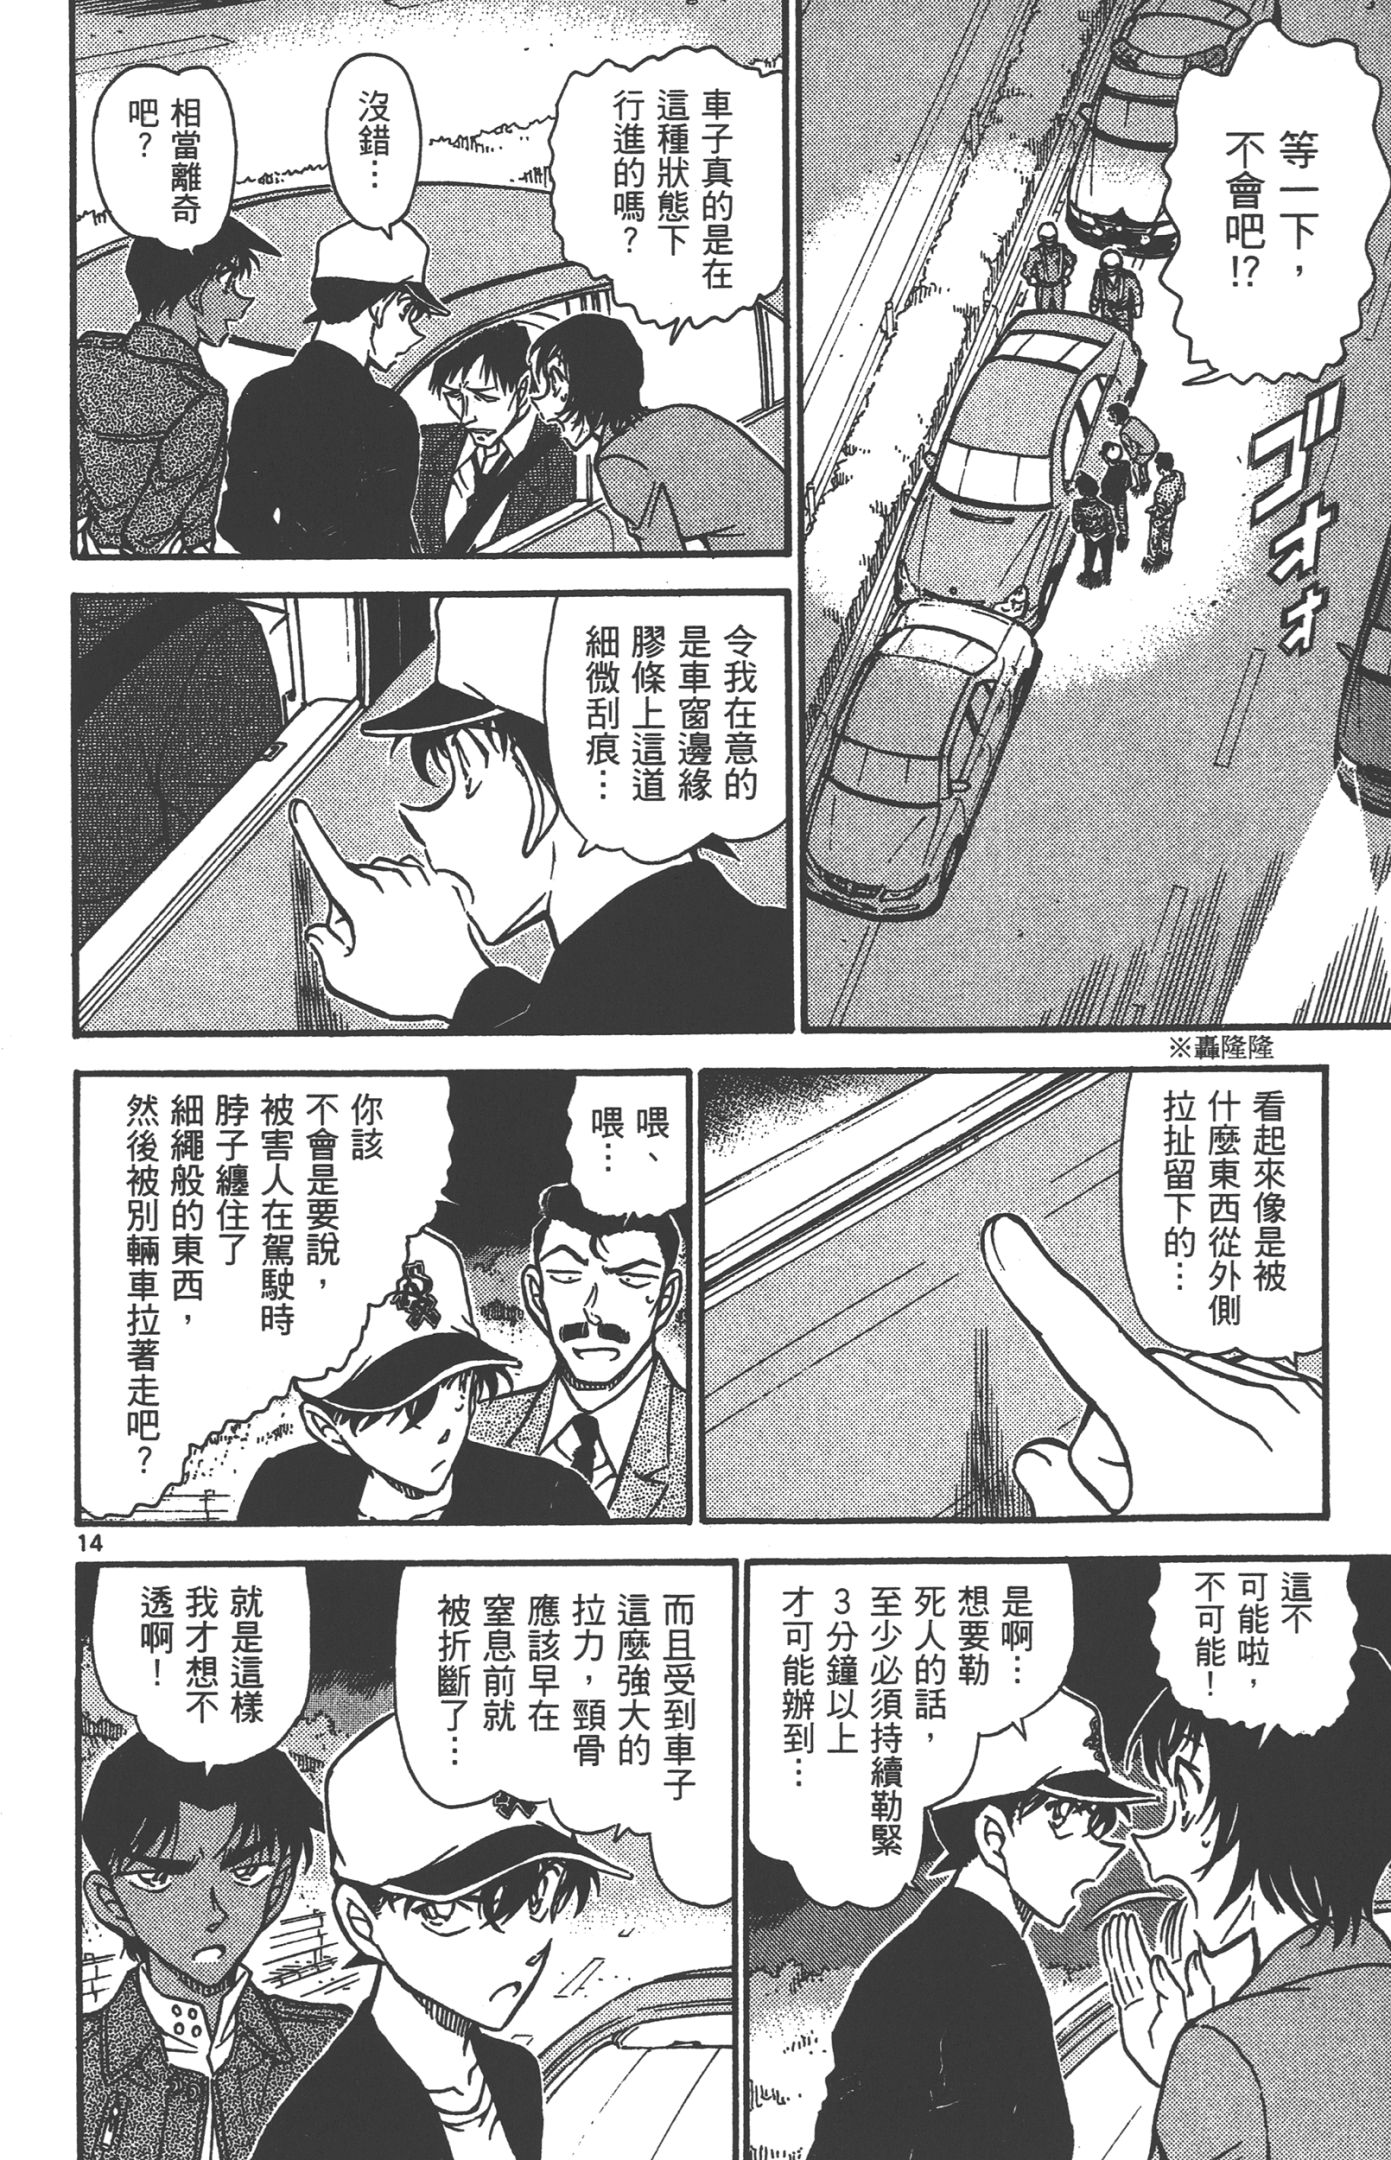 等一下，
不會吧!?
ブオオオ
※轟隆隆
車子真的是在
這種狀態下
行進的嗎？
沒錯…
相當離奇
吧？
令我在意的
是車窗邊緣
膠條上這道
細微刮痕…
看起來像是被
什麼東西從外側
拉扯留下的…
喂、
喂…
你該
不會是要說，
被害人在駕駛時
脖子纏住了
細繩般的東西，
然後被別輛車拉著走吧？
14
這不
可能啦，
不可能！
是啊…
想要勒
死人的話，
至少必須持續勒緊
3分鐘以上
才可能辦到…
而且受到車子
這麼強大的
拉力，頸骨
應該早在
窒息前就
被折斷了…
就是這樣
我才想不
透啊！